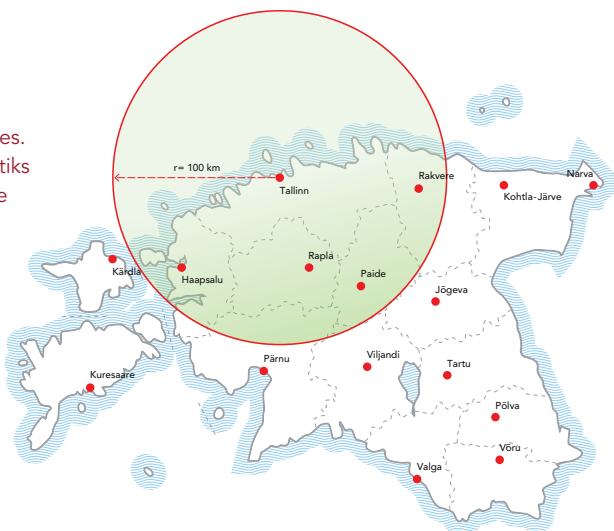 es.
tiks
e
r= 100 km
Tallinn
Rakvere
Narva
Kohtla-Järve
Kärdla
Haapsalu
Rapla
Paide
Jõgeva
Kuresaare
Pärnu
Viljandi
Tartu
Põlva
Võru
Valga